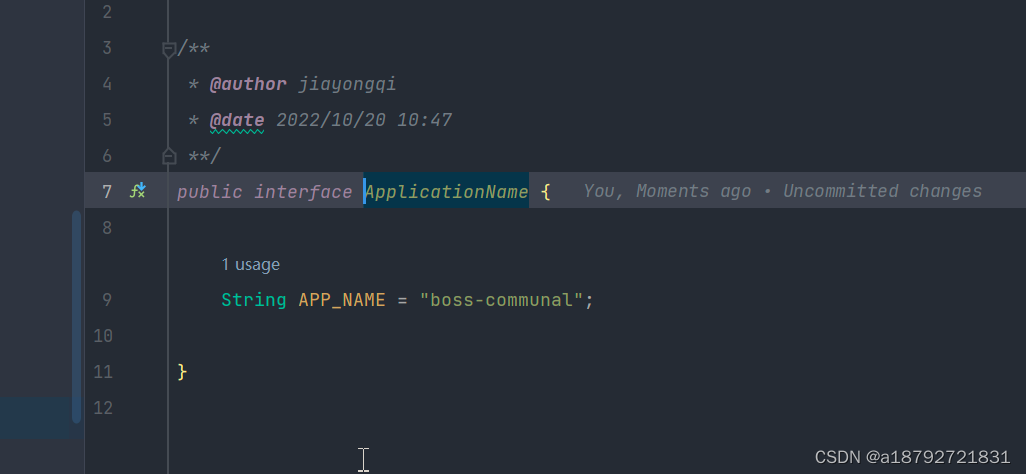 2
3 /**
4 * @author jiayongqi
5 * @date 2022/10/20 10:47
6 **/
7 public interface ApplicationName { You, Moments ago • Uncommitted changes
8
1 usage
9 String APP_NAME = "boss-communal";
10
11 }
12
CSDN @a18792721831